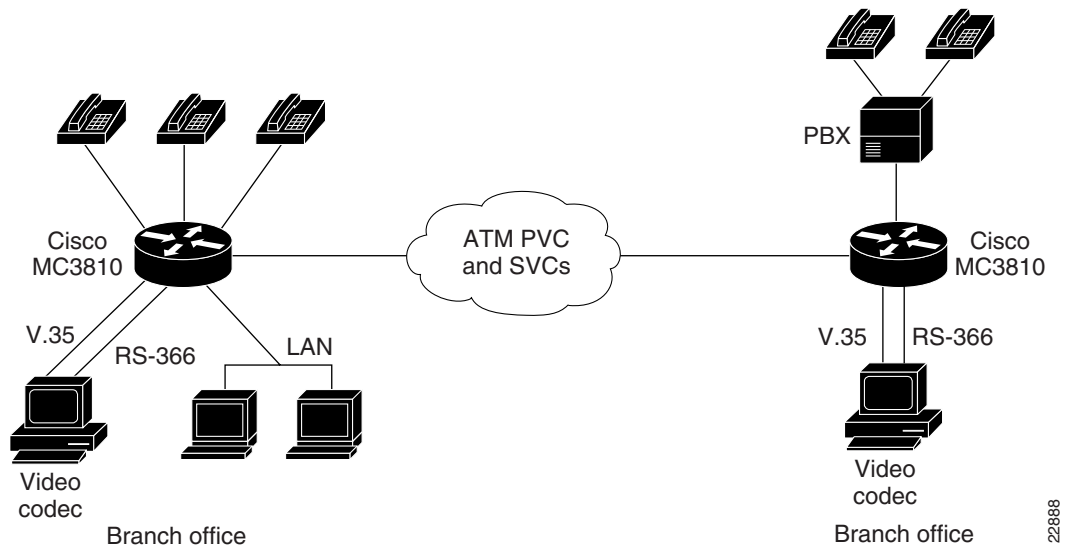 PBX
Cisco
MC3810
ATM PVC
and SVCs
Cisco
MC3810
V.35
RS-366
LAN
V.35
RS-366
Video
codec
Branch office
Video
codec
Branch office
22888